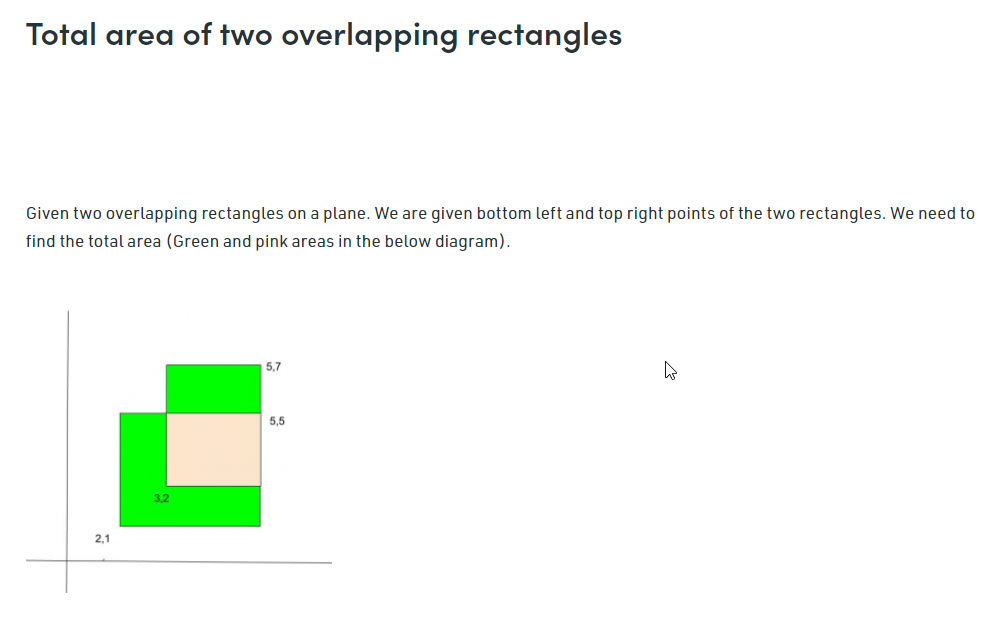 Total area of two overlapping rectangles
Given two overlapping rectangles on a plane. We are given bottom left and top right points of the two rectangles. We need to
find the total area (Green and pink areas in the below diagram).
5,7
5,5
3,2
2,1